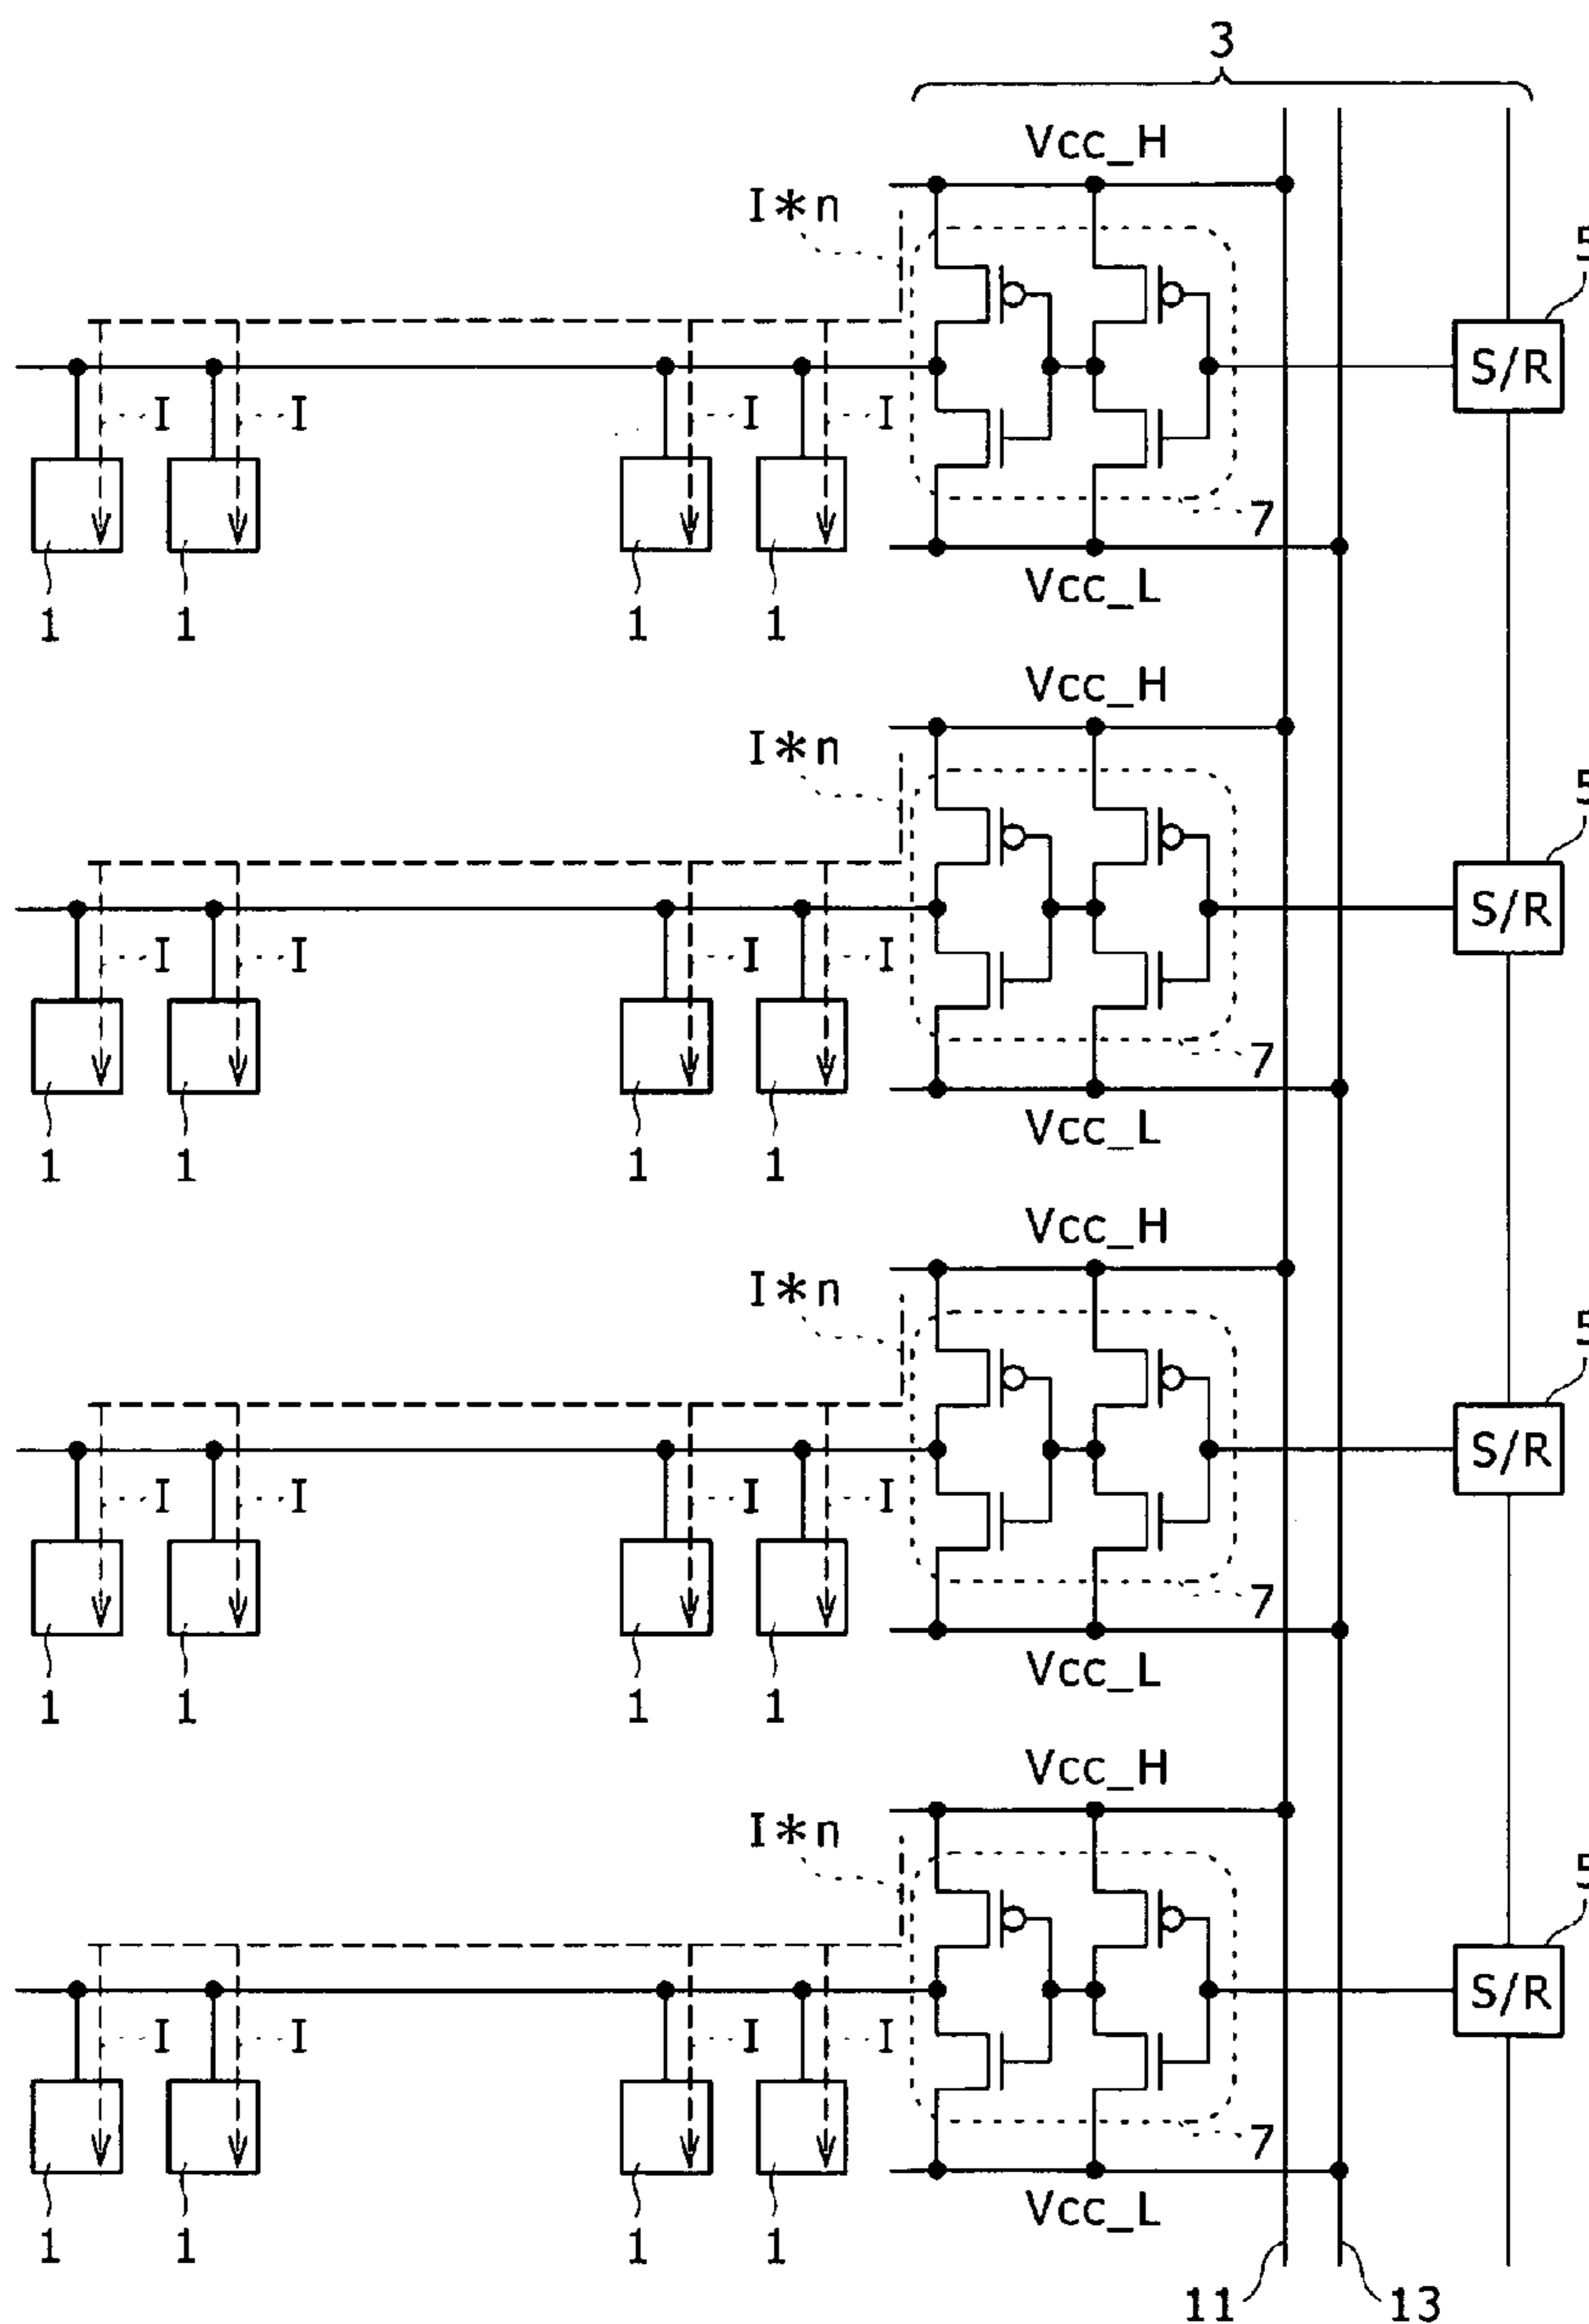 3
Vcc_H
I*n
5
S/R
I I I I
7
Vcc_L
1 1 1 1
Vcc_H
I*n
5
S/R
I I I I
7
Vcc_L
1 1 1 1
Vcc_H
I*n
5
S/R
I I I I
7
Vcc_L
1 1 1 1
Vcc_H
I*n
5
S/R
I I I I
7
Vcc_L
1 1 1 1
11 13